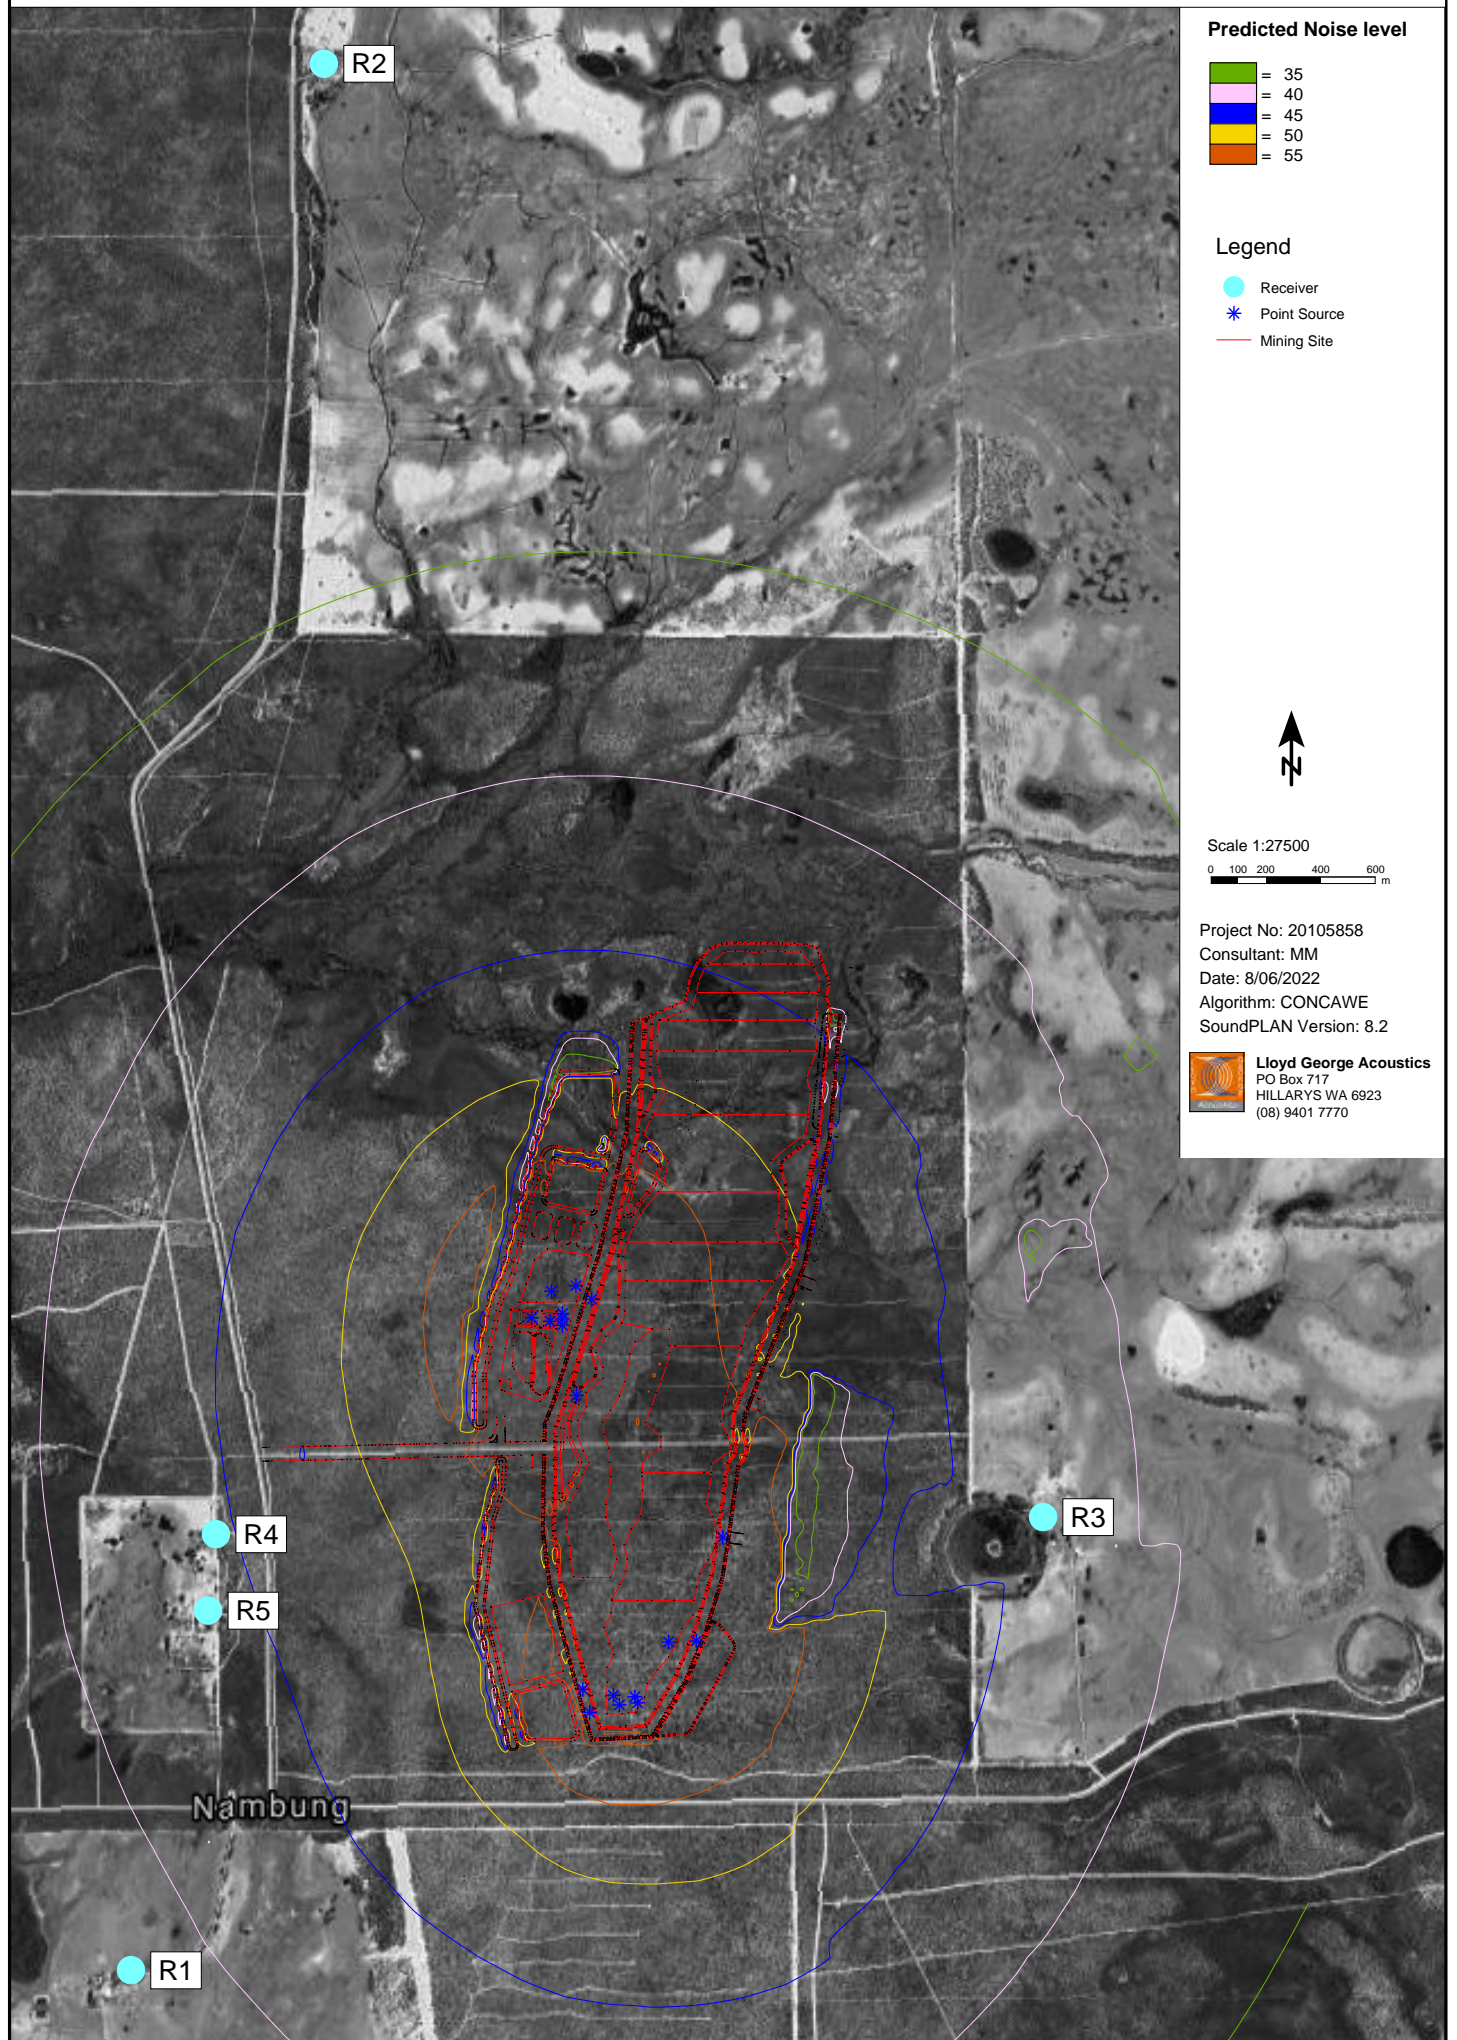 R2
Predicted Noise level
= 35
= 40
= 45
= 50
= 55
Legend
Receiver
Point Source
Mining Site
N
Scale 1:27500
0 100 200 400 600
m
Project No: 20105858
Consultant: MM
Date: 8/06/2022
Algorithm: CONCAWE
SoundPLAN Version: 8.2
Lloyd George Acoustics
PO Box 717
HILLARYS WA 6923
(08) 9401 7770
R3
R4
R5
Nambung
R1